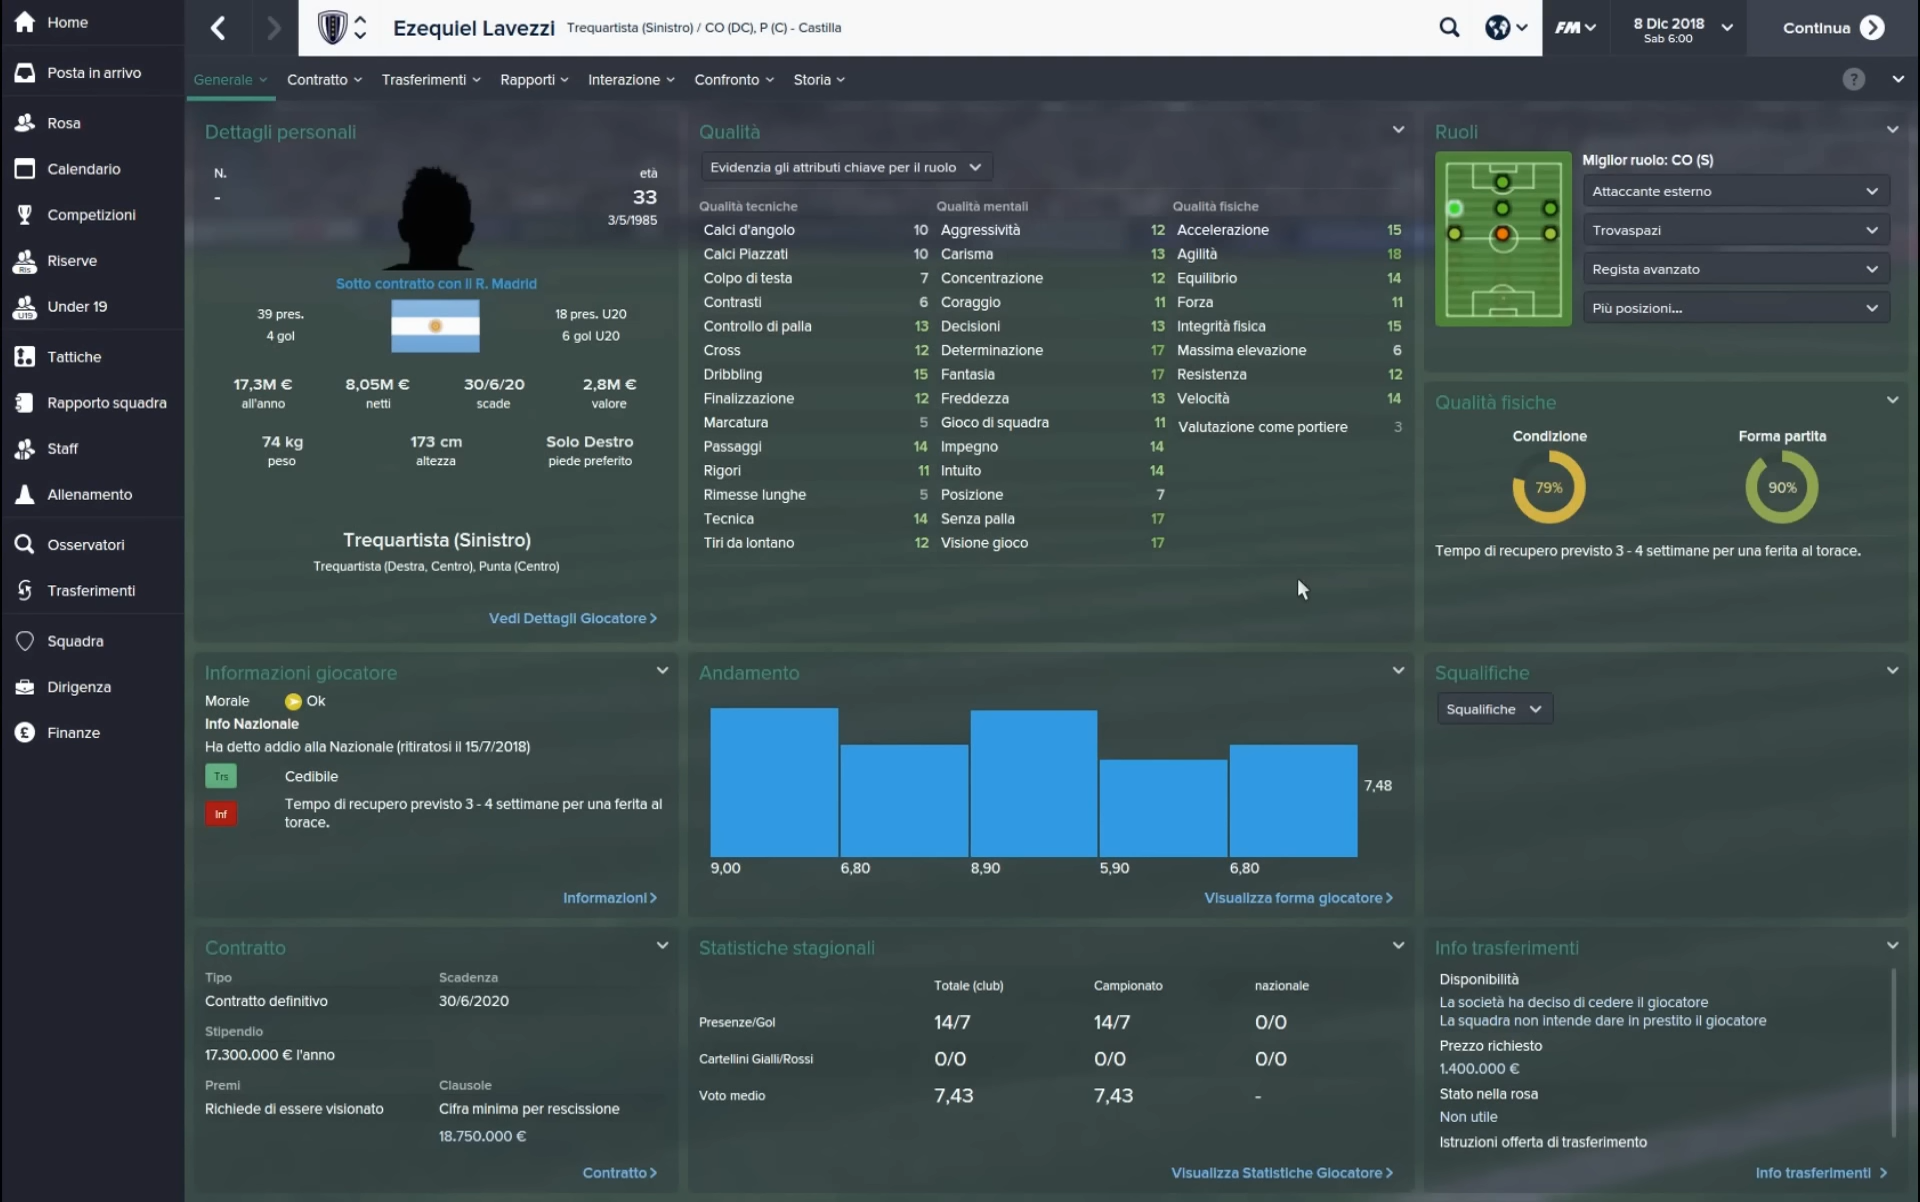 Home
Posta in arrivo
Rosa
Calendario
Competizioni
Riserve
Under 19
Tattiche
Rapporto squadra
Staff
Allenamento
Osservatori
Trasferimenti
Squadra
Dirigenza
Finanze
Ezequiel Lavezzi Trequartista (Sinistro) / CO (DC), P (C) - Castilla
FM
8 Dic 2018
Sab 6:00
Continua
Generale Contratto Trasferimenti Rapporti Interazione Confronto Storia
?
Dettagli personali
N.
-
età
33
3/5/1985
Sotto contratto con Il R. Madrid
39 pres.
4 gol
18 pres. U20
6 gol U20
17,3M € 8,05M € 30/6/20 2,8M €
all'anno netti scade valore
74 kg 173 cm Solo Destro
peso altezza piede preferito
Trequartista (Sinistro)
Trequartista (Destra, Centro), Punta (Centro)
Vedi Dettagli Giocatore >
Qualità
Evidenzia gli attributi chiave per il ruolo
Qualità tecniche Qualità mentali Qualità fisiche
Calci d'angolo 10 Aggressività 12 Accelerazione 15
Calci Piazzati 10 Carisma 13 Agilità 18
Colpo di testa 7 Concentrazione 12 Equilibrio 14
Contrasti 6 Coraggio 11 Forza 11
Controllo di palla 13 Decisioni 13 Integrità fisica 15
Cross 12 Determinazione 17 Massima elevazione 6
Dribbling 15 Fantasia 17 Resistenza 12
Finalizzazione 12 Freddezza 13 Velocità 14
Marcatura 5 Gioco di squadra 11 Valutazione come portiere 3
Passaggi 14 Impegno 14
Rigori 11 Intuito 14
Rimesse lunghe 5 Posizione 7
Tecnica 14 Senza palla 17
Tiri da lontano 12 Visione gioco 17
Ruoli
Miglior ruolo: CO (S)
Attaccante esterno
Trovaspazi
Regista avanzato
Più posizioni...
Qualità fisiche
Condizione Forma partita
79% 90%
Tempo di recupero previsto 3 - 4 settimane per una ferita al torace.
Informazioni giocatore
Morale Ok
Info Nazionale
Ha detto addio alla Nazionale (ritiratosi il 15/7/2018)
Trs Cedibile
Inf Tempo di recupero previsto 3 - 4 settimane per una ferita al
torace.
Informazioni >
Andamento
7,48
9,00 6,80 8,90 5,90 6,80
Visualizza forma giocatore >
Squalifiche
Squalifiche
Contratto
Tipo Scadenza
Contratto definitivo 30/6/2020
Stipendio
17.300.000 € l'anno
Premi Clausole
Richiede di essere visionato Cifra minima per rescissione
18.750.000 €
Contratto >
Statistiche stagionali
Totale (club) Campionato nazionale
Presenze/Gol 14/7 14/7 0/0
Cartellini Gialli/Rossi 0/0 0/0 0/0
Voto medio 7,43 7,43 -
Visualizza Statistiche Giocatore >
Info trasferimenti
Disponibilità
La società ha deciso di cedere il giocatore
La squadra non intende dare in prestito il giocatore
Prezzo richiesto
1.400.000 €
Stato nella rosa
Non utile
Istruzioni offerta di trasferimento
Info trasferimenti >